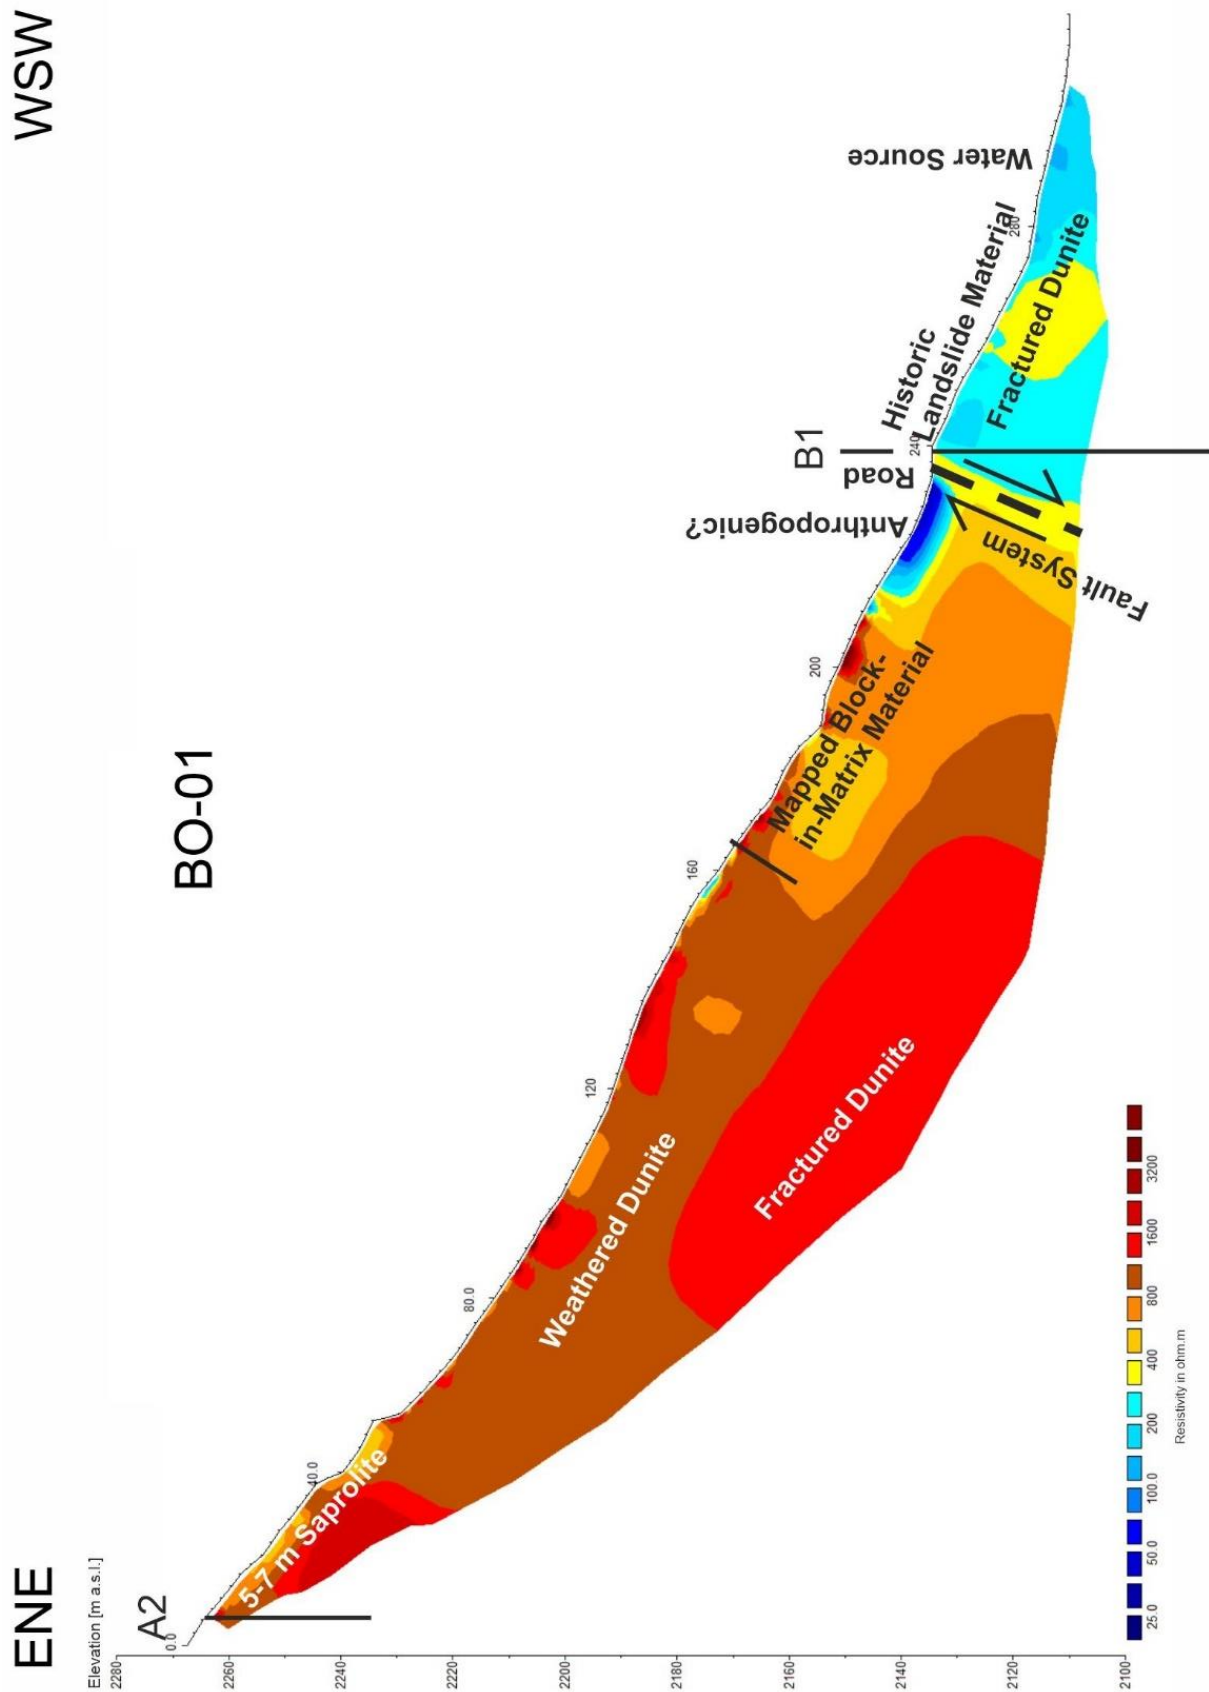 BO-01
ENE
WSW
Elevation [m a.s.l.]
2280
2260
2240
2220
2200
2180
2160
2140
2120
2100
A2
0.0
40.0
80.0
120
160
200
240
280
B1
5-7 m Saprolite
Weathered Dunite
Fractured Dunite
Mapped Block-
in-Matrix Material
Anthropogenic?
Road
Fault System
Historic
Landslide Material
Fractured Dunite
Water Source
25.0
50.0
100.0
200
400
800
1600
3200
Resistivity in ohm.m